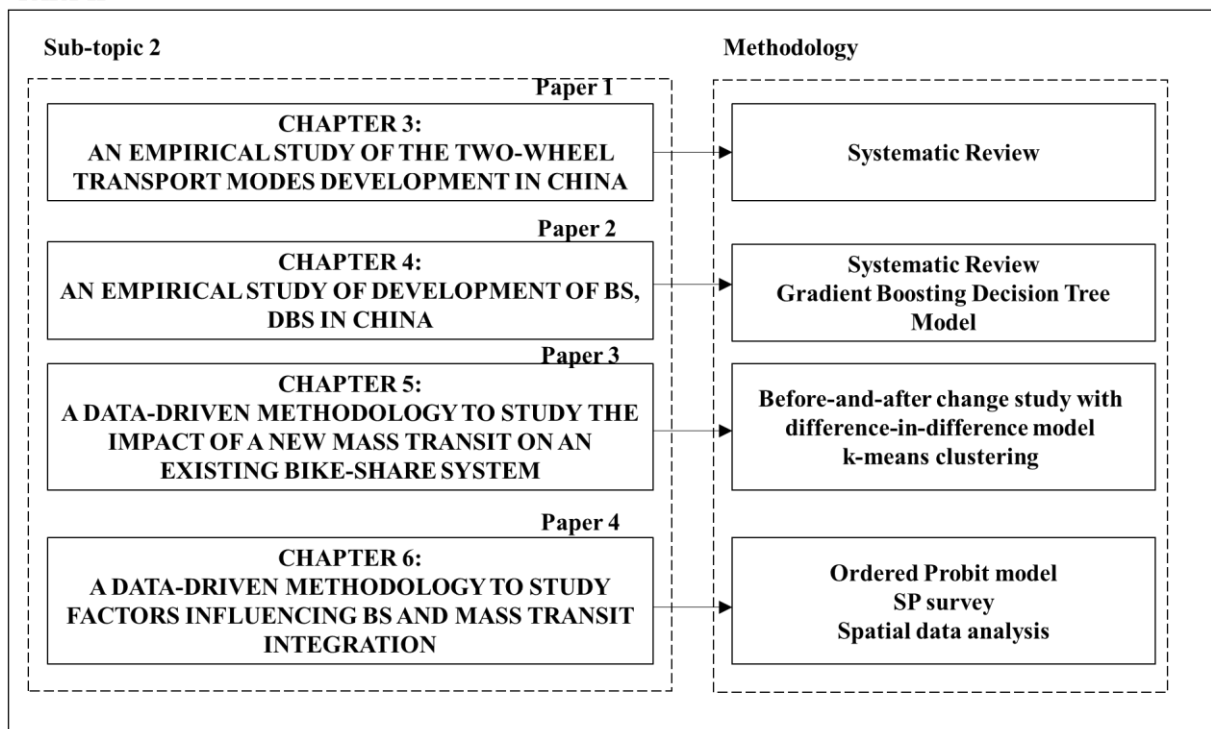 Sub-topic 2
Methodology
Paper 1
CHAPTER 3:
AN EMPIRICAL STUDY OF THE TWO-WHEEL
TRANSPORT MODES DEVELOPMENT IN CHINA
Systematic Review
Paper 2
CHAPTER 4:
AN EMPIRICAL STUDY OF DEVELOPMENT OF BS,
DBS IN CHINA
Systematic Review
Gradient Boosting Decision Tree
Model
Paper 3
CHAPTER 5:
A DATA-DRIVEN METHODOLOGY TO STUDY THE
IMPACT OF A NEW MASS TRANSIT ON AN
EXISTING BIKE-SHARE SYSTEM
Before-and-after change study with
difference-in-difference model
k-means clustering
Paper 4
CHAPTER 6:
A DATA-DRIVEN METHODOLOGY TO STUDY
FACTORS INFLUENCING BS AND MASS TRANSIT
INTEGRATION
Ordered Probit model
SP survey
Spatial data analysis